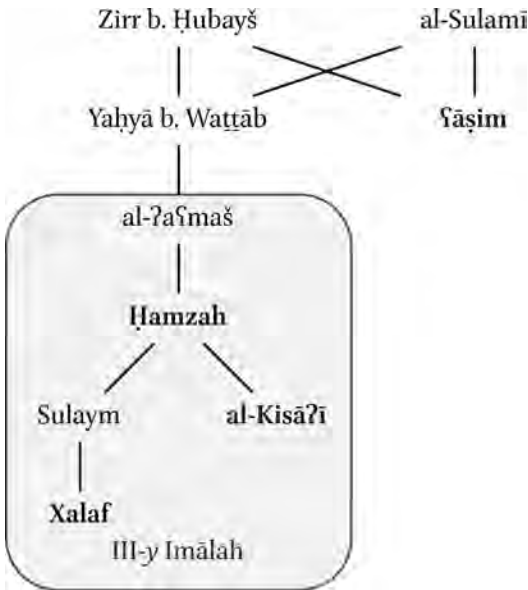 Zirr b. Ḥubayš al-Sulamī
Yaḥyā b. Waṯṯāb ʕāṣim
al-ʔaʕmaš
Ḥamzah
Sulaym al-Kisāʔī
Xalaf
III-y Imālah